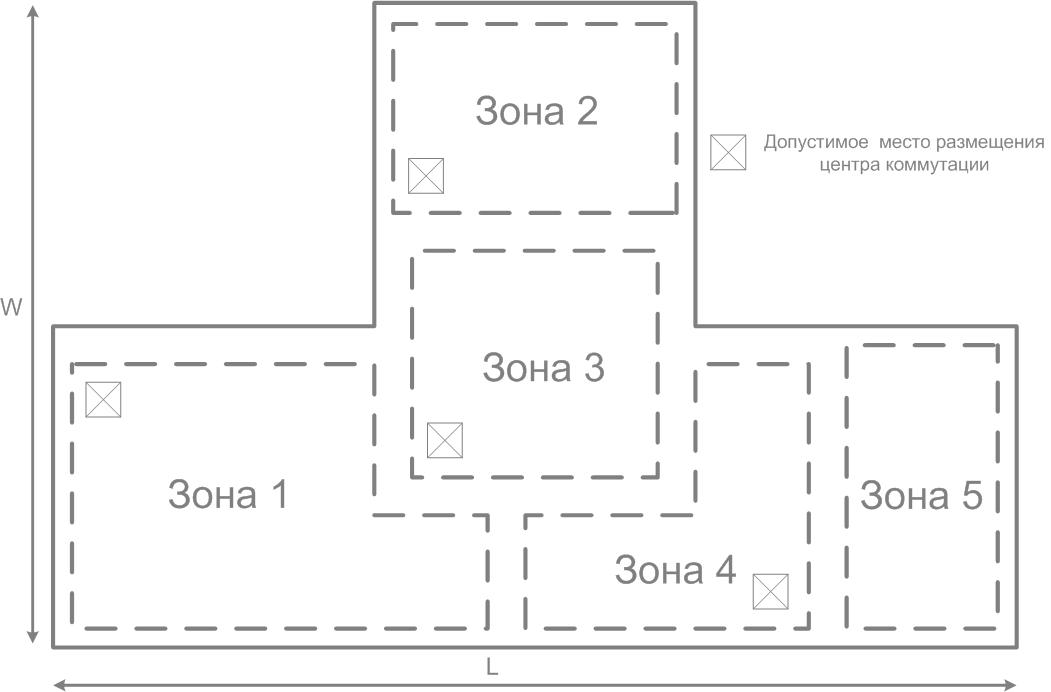 Зона 2
Допустимое место размещения
центра коммутации
W
Зона 3
Зона 1
Зона 5
Зона 4
L